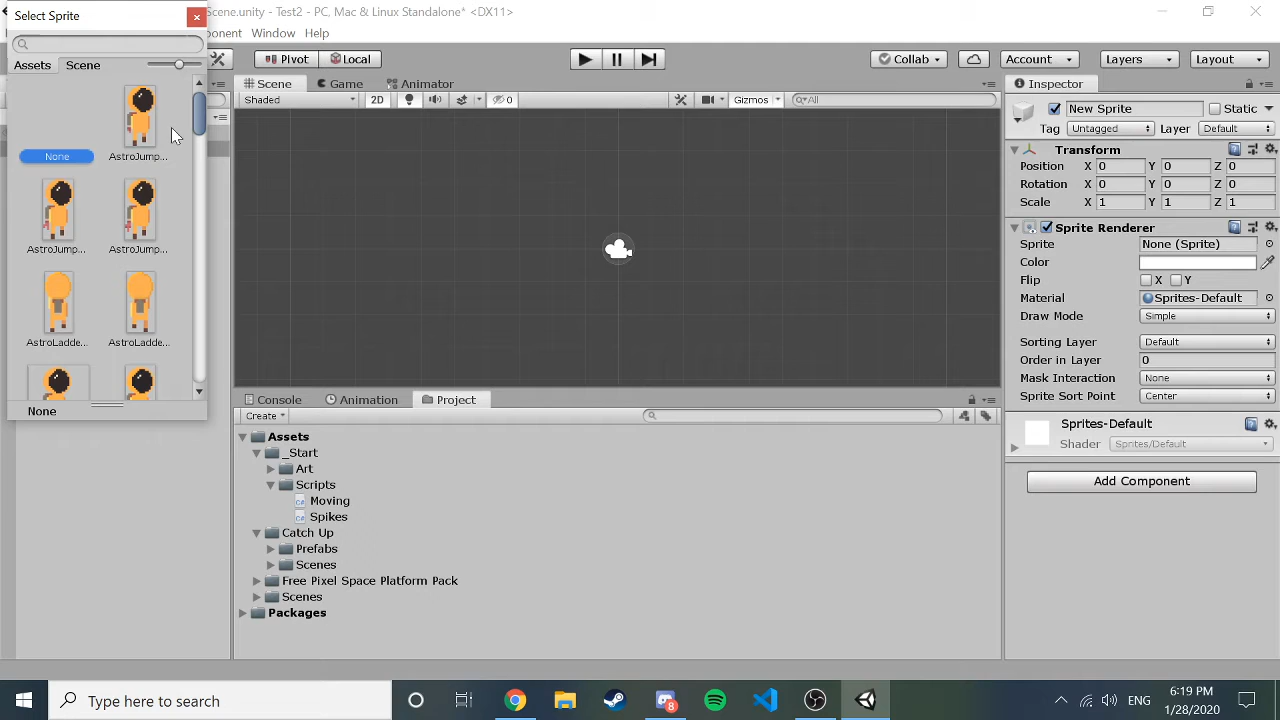 Select Sprite
Scene.unity - Test2 - PC, Mac & Linux Standalone* <DX11>
Window Help
Pivot Local
Collab
Account
Layers
Layout
Assets Scene
None
AstroJump...
AstroJump...
AstroJump...
AstroLadde...
AstroLadde...
None
Scene Game Animator
Shaded 2D 0 Gizmos All
Console Animation Project
Create
Assets
_Start
Art
Scripts
Moving
Spikes
Catch Up
Prefabs
Scenes
Free Pixel Space Platform Pack
Scenes
Packages
Inspector
New Sprite Static
Tag Untagged Layer Default
Transform
Position X 0 Y 0 Z 0
Rotation X 0 Y 0 Z 0
Scale X 1 Y 1 Z 1
Sprite Renderer
Sprite None (Sprite)
Color
Flip X Y
Material Sprites-Default
Draw Mode Simple
Sorting Layer Default
Order in Layer 0
Mask Interaction None
Sprite Sort Point Center
Sprites-Default
Shader Sprites/Default
Add Component
Type here to search
8
ENG
6:19 PM
1/28/2020